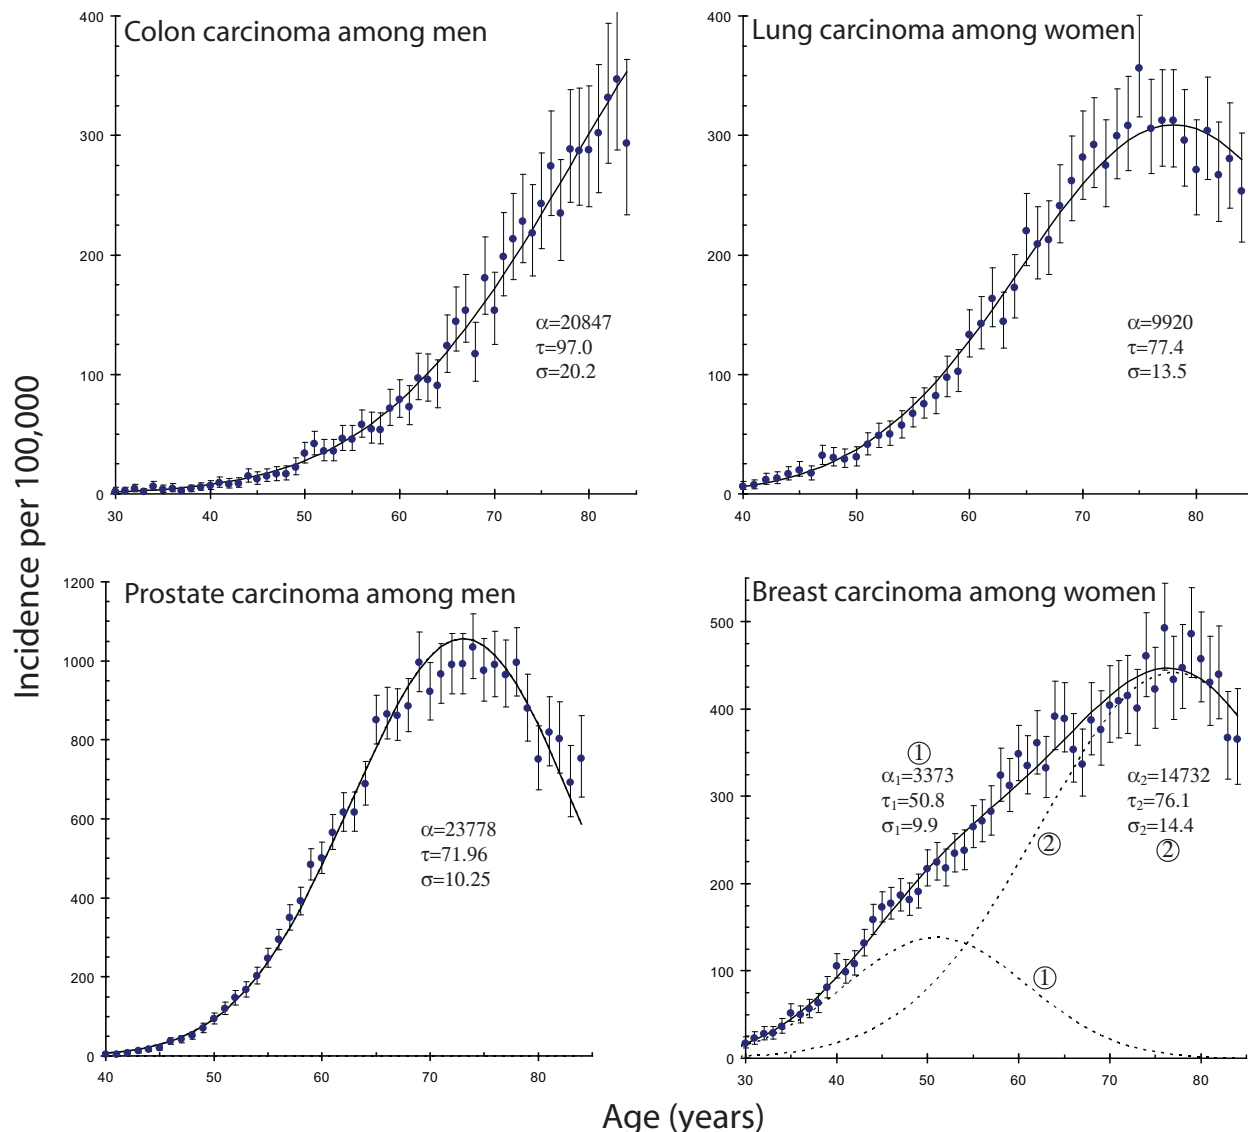 Incidence per 100,000
Colon carcinoma among men
400
300
200
100
0
30
40
50
60
70
80
α=20847
τ=97.0
σ=20.2
Lung carcinoma among women
400
300
200
100
0
40
50
60
70
80
α=9920
τ=77.4
σ=13.5
Prostate carcinoma among men
1200
1000
800
600
400
200
0
40
50
60
70
80
α=23778
τ=71.96
σ=10.25
Breast carcinoma among women
500
400
300
200
100
0
30
40
50
60
70
80
①
α₁=3373
τ₁=50.8
σ₁=9.9
α₂=14732
τ₂=76.1
σ₂=14.4
②
②
①
Age (years)